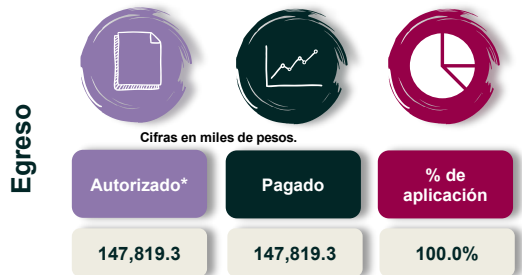 Egreso
Cifras en miles de pesos.
Autorizado*
Pagado
% de
aplicación
147,819.3
147,819.3
100.0%